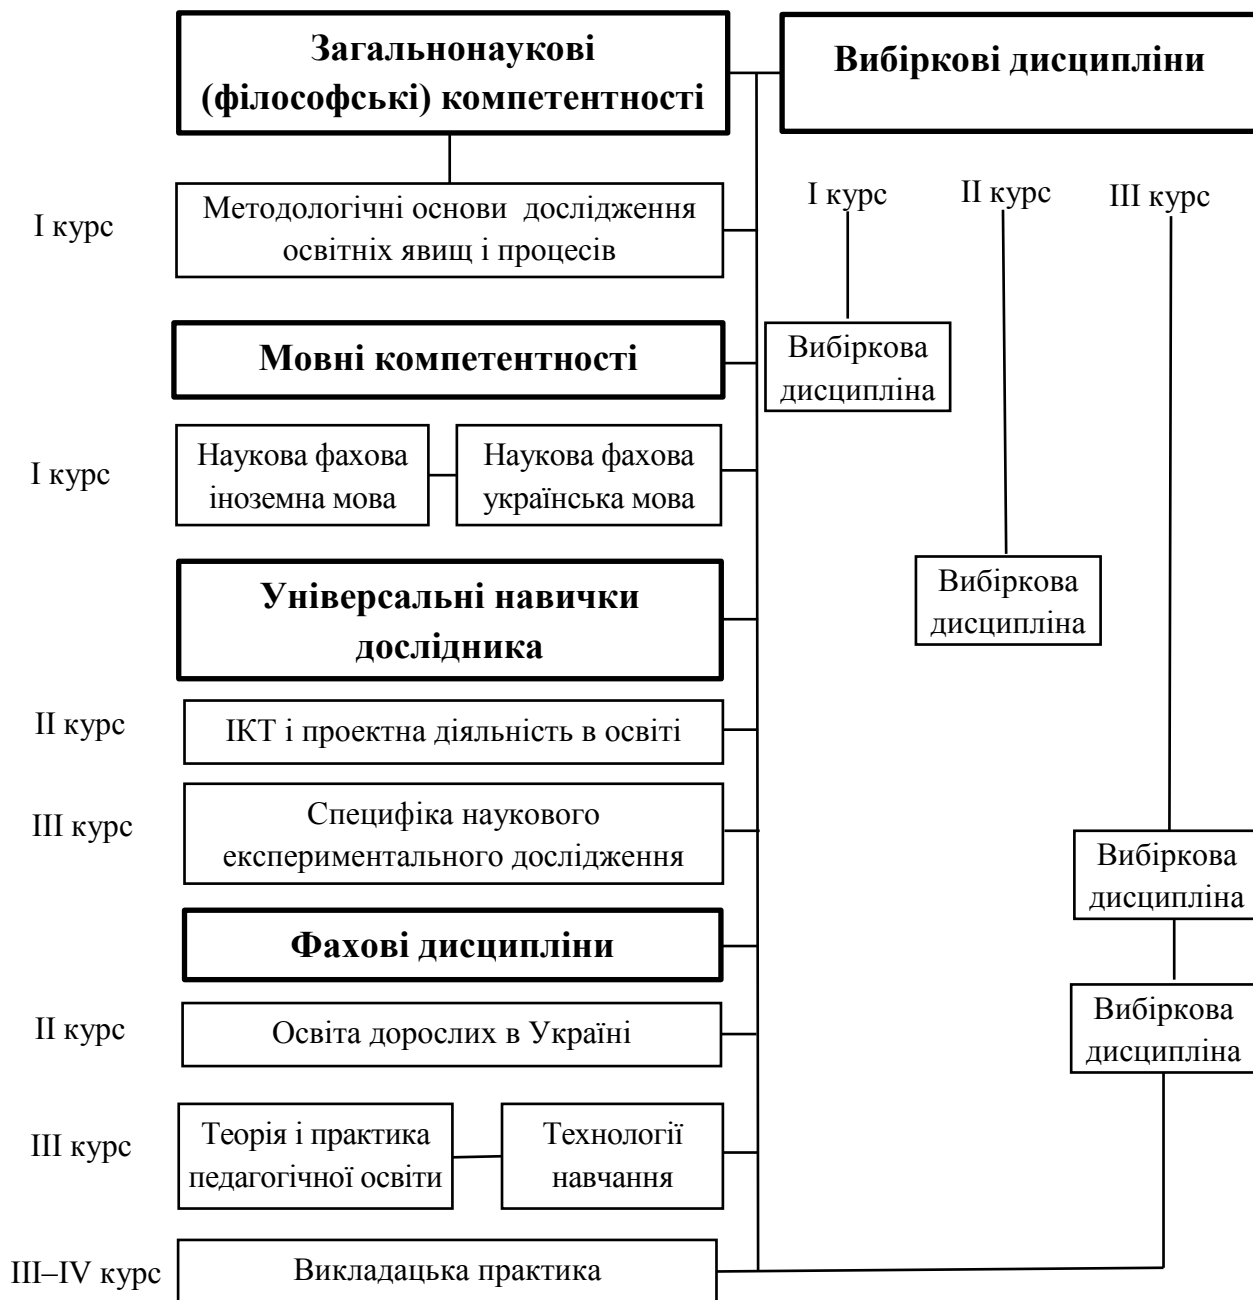 Загальнонаукові
(філософські) компетентності
Вибіркові дисципліни
I курс
Методологічні основи дослідження
освітніх явищ і процесів
I курс
II курс
III курс
Мовні компетентності
Вибіркова
дисципліна
I курс
Наукова фахова
іноземна мова
Наукова фахова
українська мова
Універсальні навички
дослідника
Вибіркова
дисципліна
II курс
ІКТ і проектна діяльність в освіті
III курс
Специфіка наукового
експериментального дослідження
Вибіркова
дисципліна
Фахові дисципліни
II курс
Освіта дорослих в Україні
Вибіркова
дисципліна
III курс
Теорія і практика
педагогічної освіти
Технології
навчання
III–IV курс
Викладацька практика